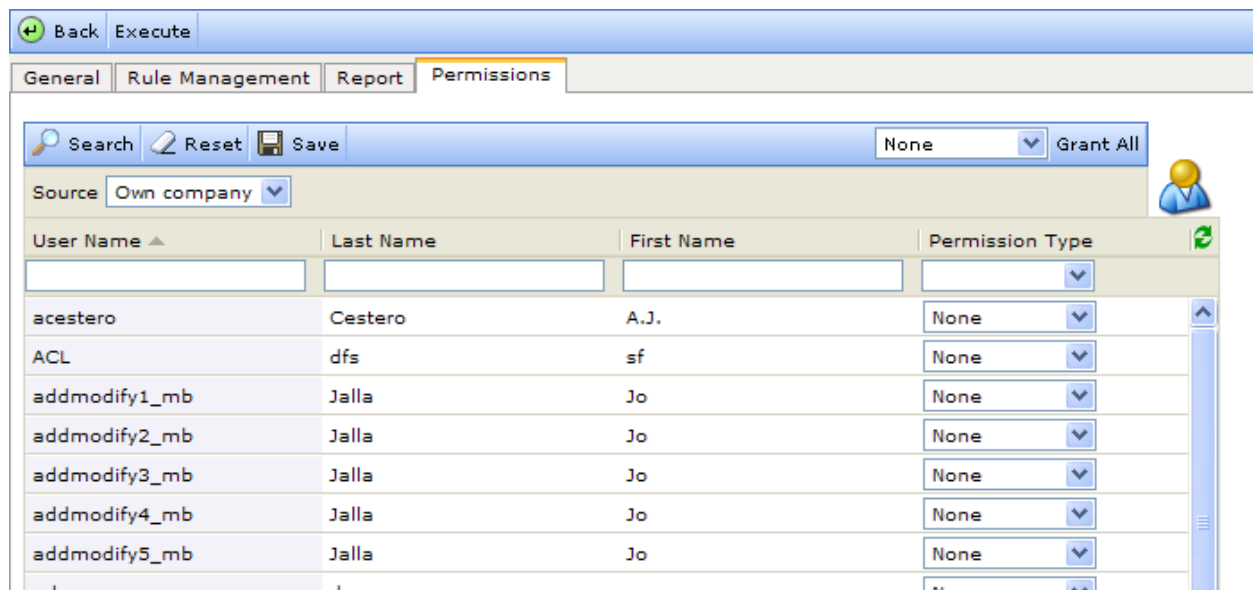 Back Execute
General Rule Management Report Permissions
Search Reset Save None Grant All
Source Own company
User Name Last Name First Name Permission Type
acestero Cestero A.J. None
ACL dfs sf None
addmodify1_mb Jalla Jo None
addmodify2_mb Jalla Jo None
addmodify3_mb Jalla Jo None
addmodify4_mb Jalla Jo None
addmodify5_mb Jalla Jo None